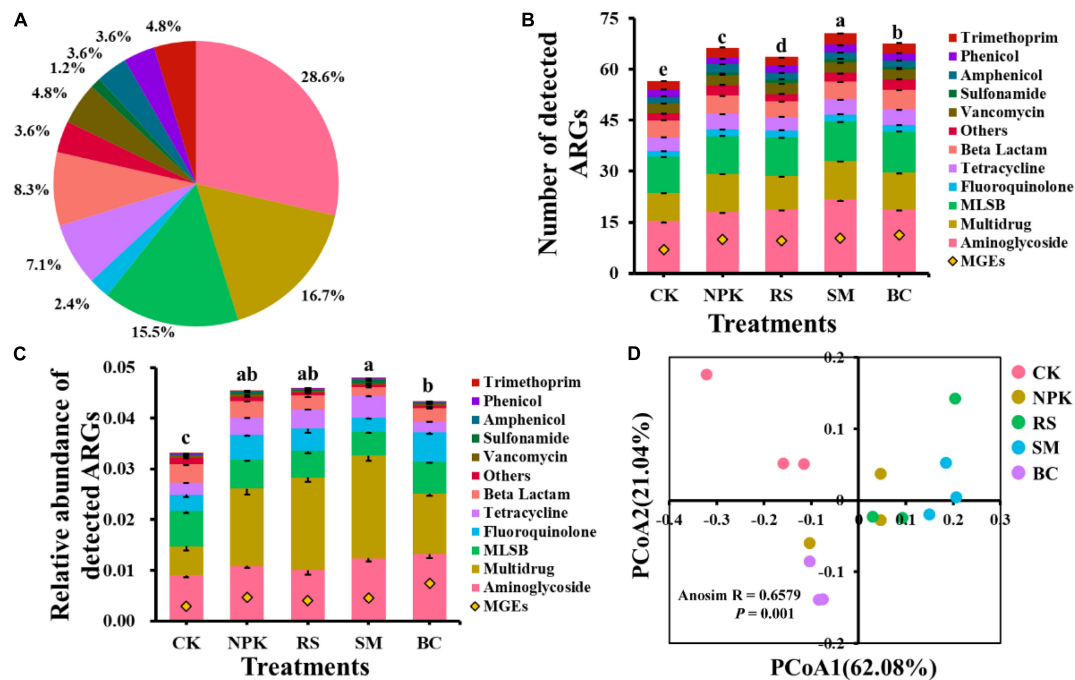 A
4.8%
3.6%
3.6%
1.2%
4.8%
3.6%
8.3%
7.1%
2.4%
15.5%
16.7%
28.6%
B
Number of detected
ARGs
75
60
45
30
15
0
e
c
d
a
b
CK NPK RS SM BC
Treatments
Trimethoprim
Phenicol
Amphenicol
Sulfonamide
Vancomycin
Others
Beta Lactam
Tetracycline
Fluoroquinolone
MLSB
Multidrug
Aminoglycoside
MGEs
C
Relative abundance of
detected ARGs
0.05
0.04
0.03
0.02
0.01
0.00
c
ab
ab
a
b
CK NPK RS SM BC
Treatments
Trimethoprim
Phenicol
Amphenicol
Sulfonamide
Vancomycin
Others
Beta Lactam
Tetracycline
Fluoroquinolone
MLSB
Multidrug
Aminoglycoside
MGEs
D
PCoA2(21.04%)
0.2
0.1
0
-0.1
-0.2
-0.4 -0.3 -0.2 -0.1 0 0.1 0.2 0.3
Anosim R = 0.6579
P = 0.001
PCoA1(62.08%)
CK
NPK
RS
SM
BC